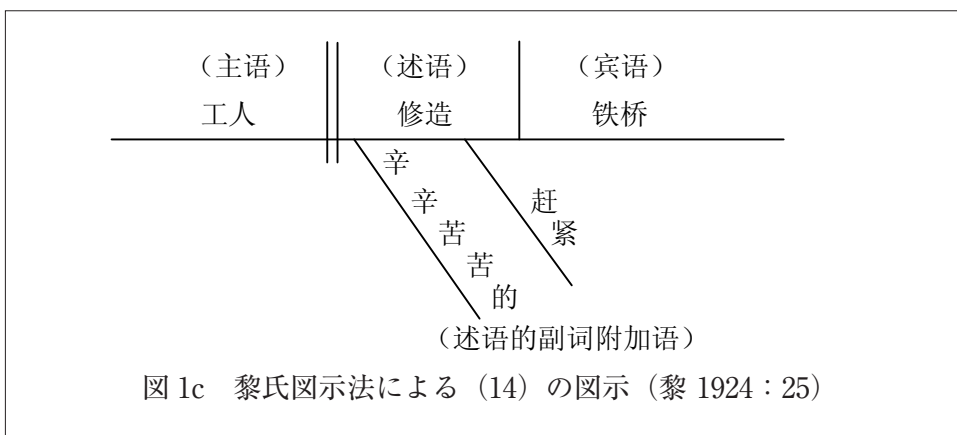 （主语） （述语） （宾语）
工人 修造 铁桥
辛辛苦苦的
赶紧
（述语的副词附加语）
図 1c　黎氏図示法による（14）の図示（黎 1924：25）